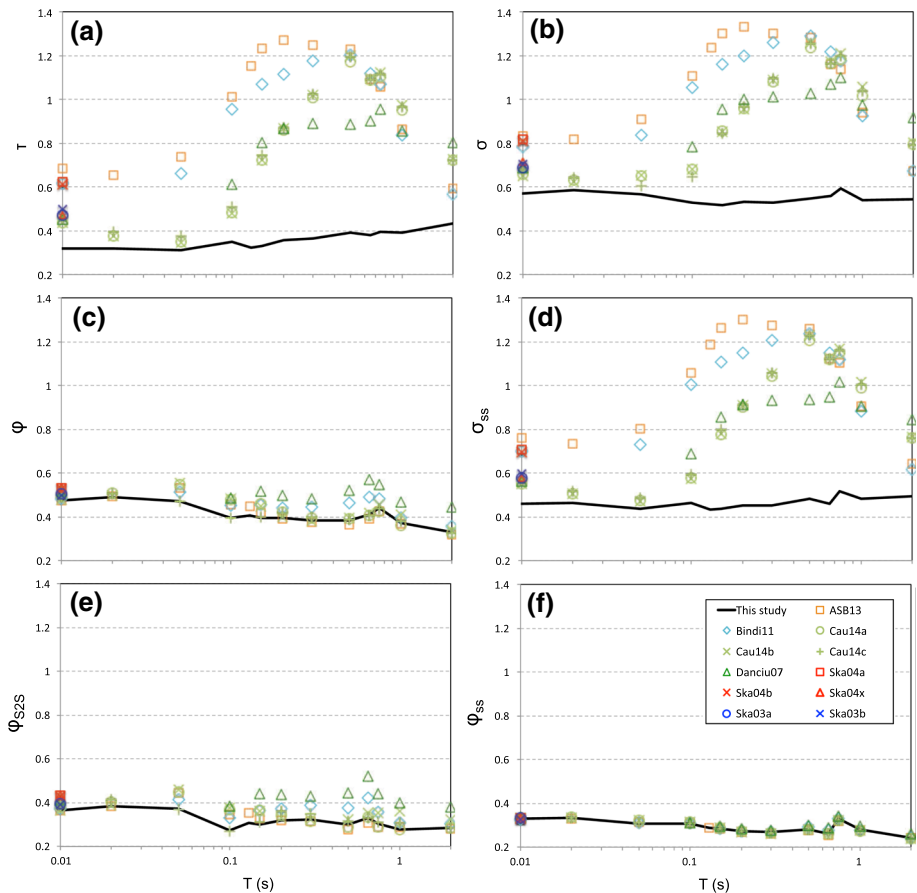 (a)
1.4
1.2
1
0.8
0.6
0.4
0.2
τ
(b)
1.4
1.2
1
0.8
0.6
0.4
0.2
σ
(c)
1.4
1.2
1
0.8
0.6
0.4
0.2
φ
(d)
1.4
1.2
1
0.8
0.6
0.4
0.2
σss
(e)
1.4
1.2
1
0.8
0.6
0.4
0.2
φS2S
0.01
0.1
1
T (s)
(f)
1.4
1.2
1
0.8
0.6
0.4
0.2
φss
This study
ASB13
Bindi11
Cau14a
Cau14b
Cau14c
Danciu07
Ska04a
Ska04b
Ska04x
Ska03a
Ska03b
0.01
0.1
1
T (s)